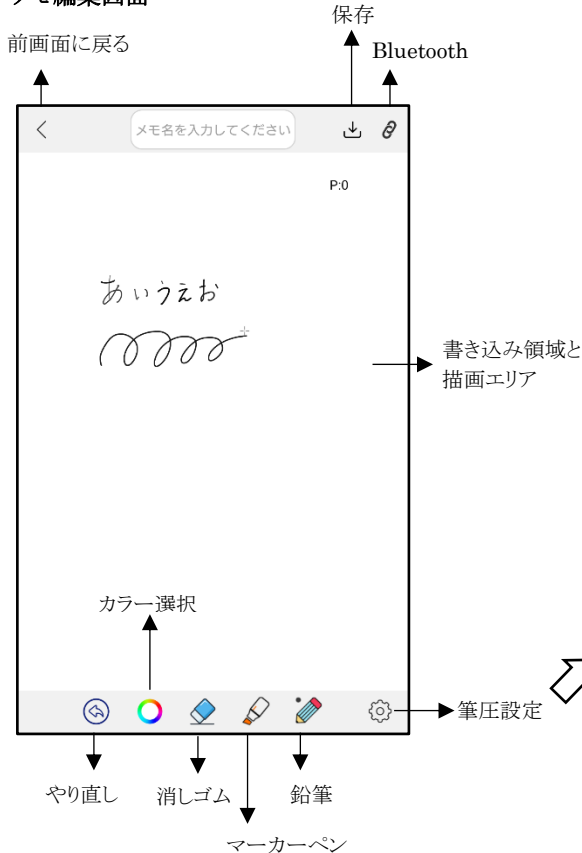 メモ編集画面
保存
前画面に戻る
Bluetooth
メモ名を入力してください
P:0
あいうえお
書き込み領域と
描画エリア
カラー選択
筆圧設定
やり直し
消しゴム
鉛筆
マーカーペン